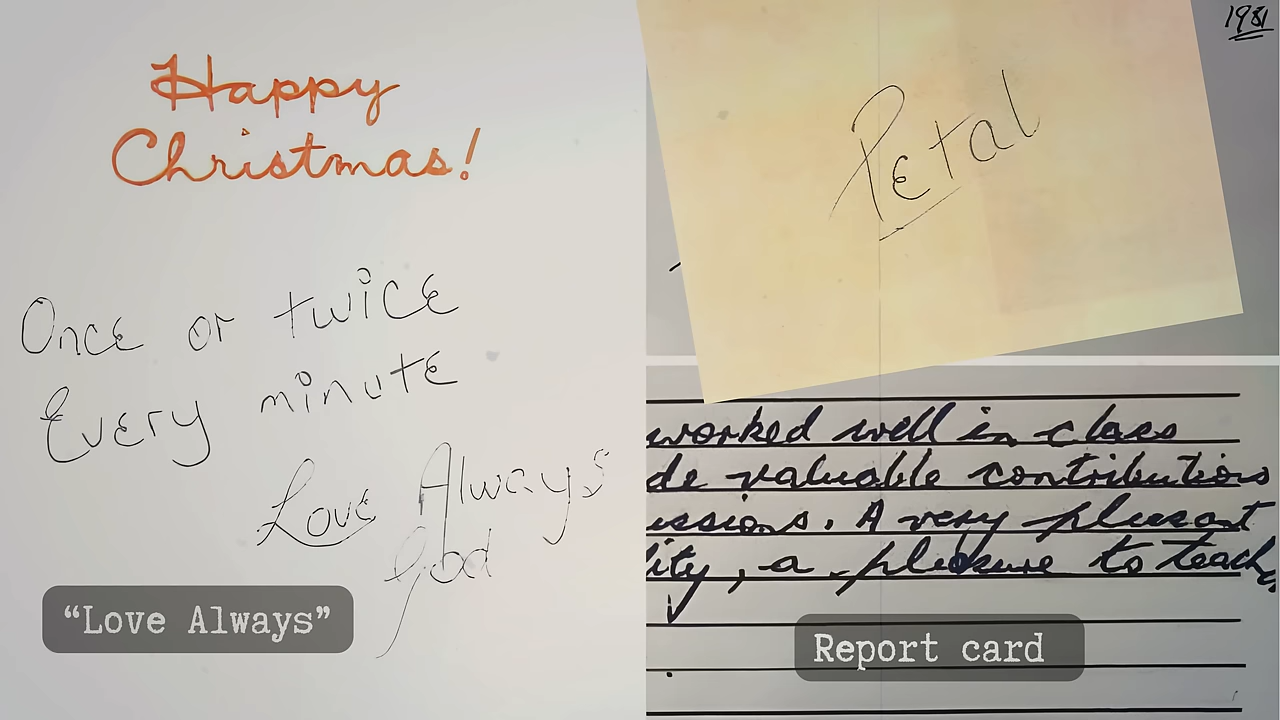 Happy
Christmas!
Once or twice
Every minute
Love Always
God
“Love Always”
1981
Petal
worked well in class
de valuable contributions
ussions. A very pleasant
lity, a pleasure to teach.
Report card